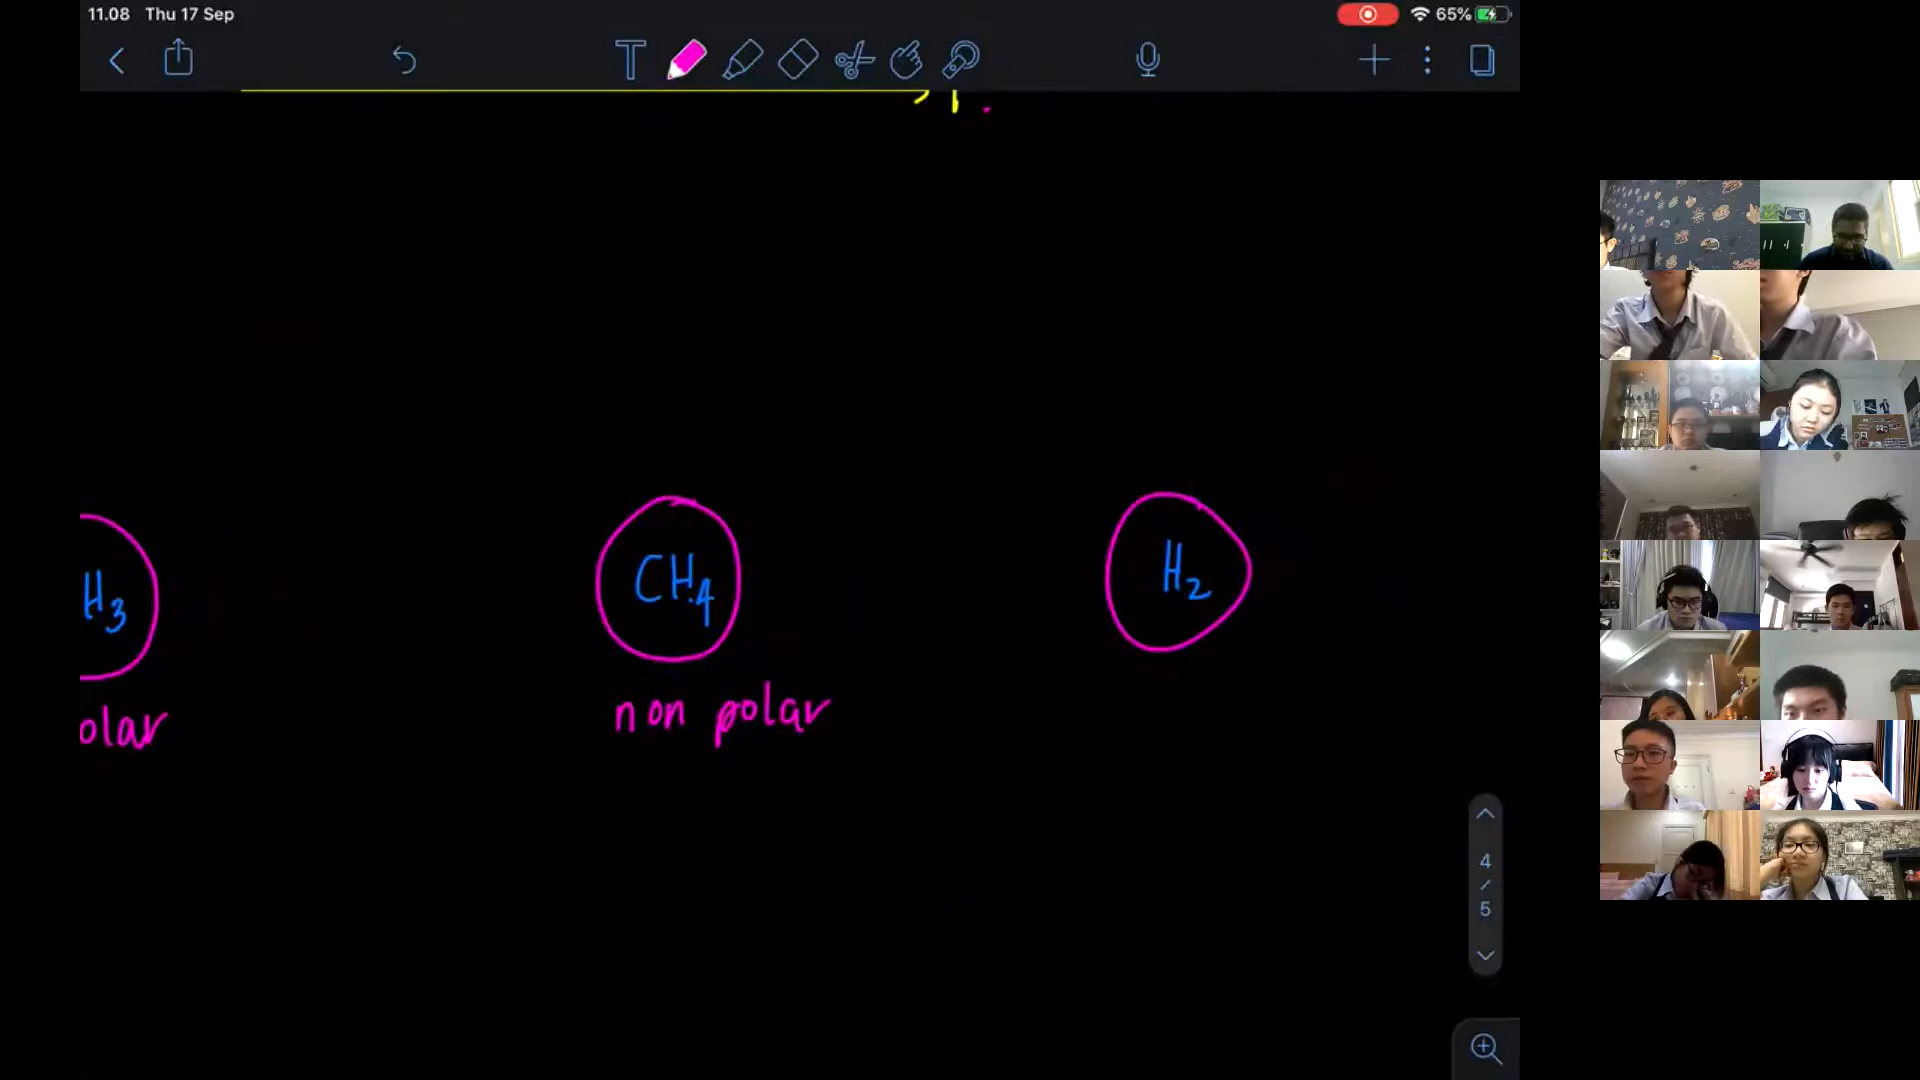 11.08 Thu 17 Sep
65%
T
H3
CH4
H2
olar
non polar
4
/
5